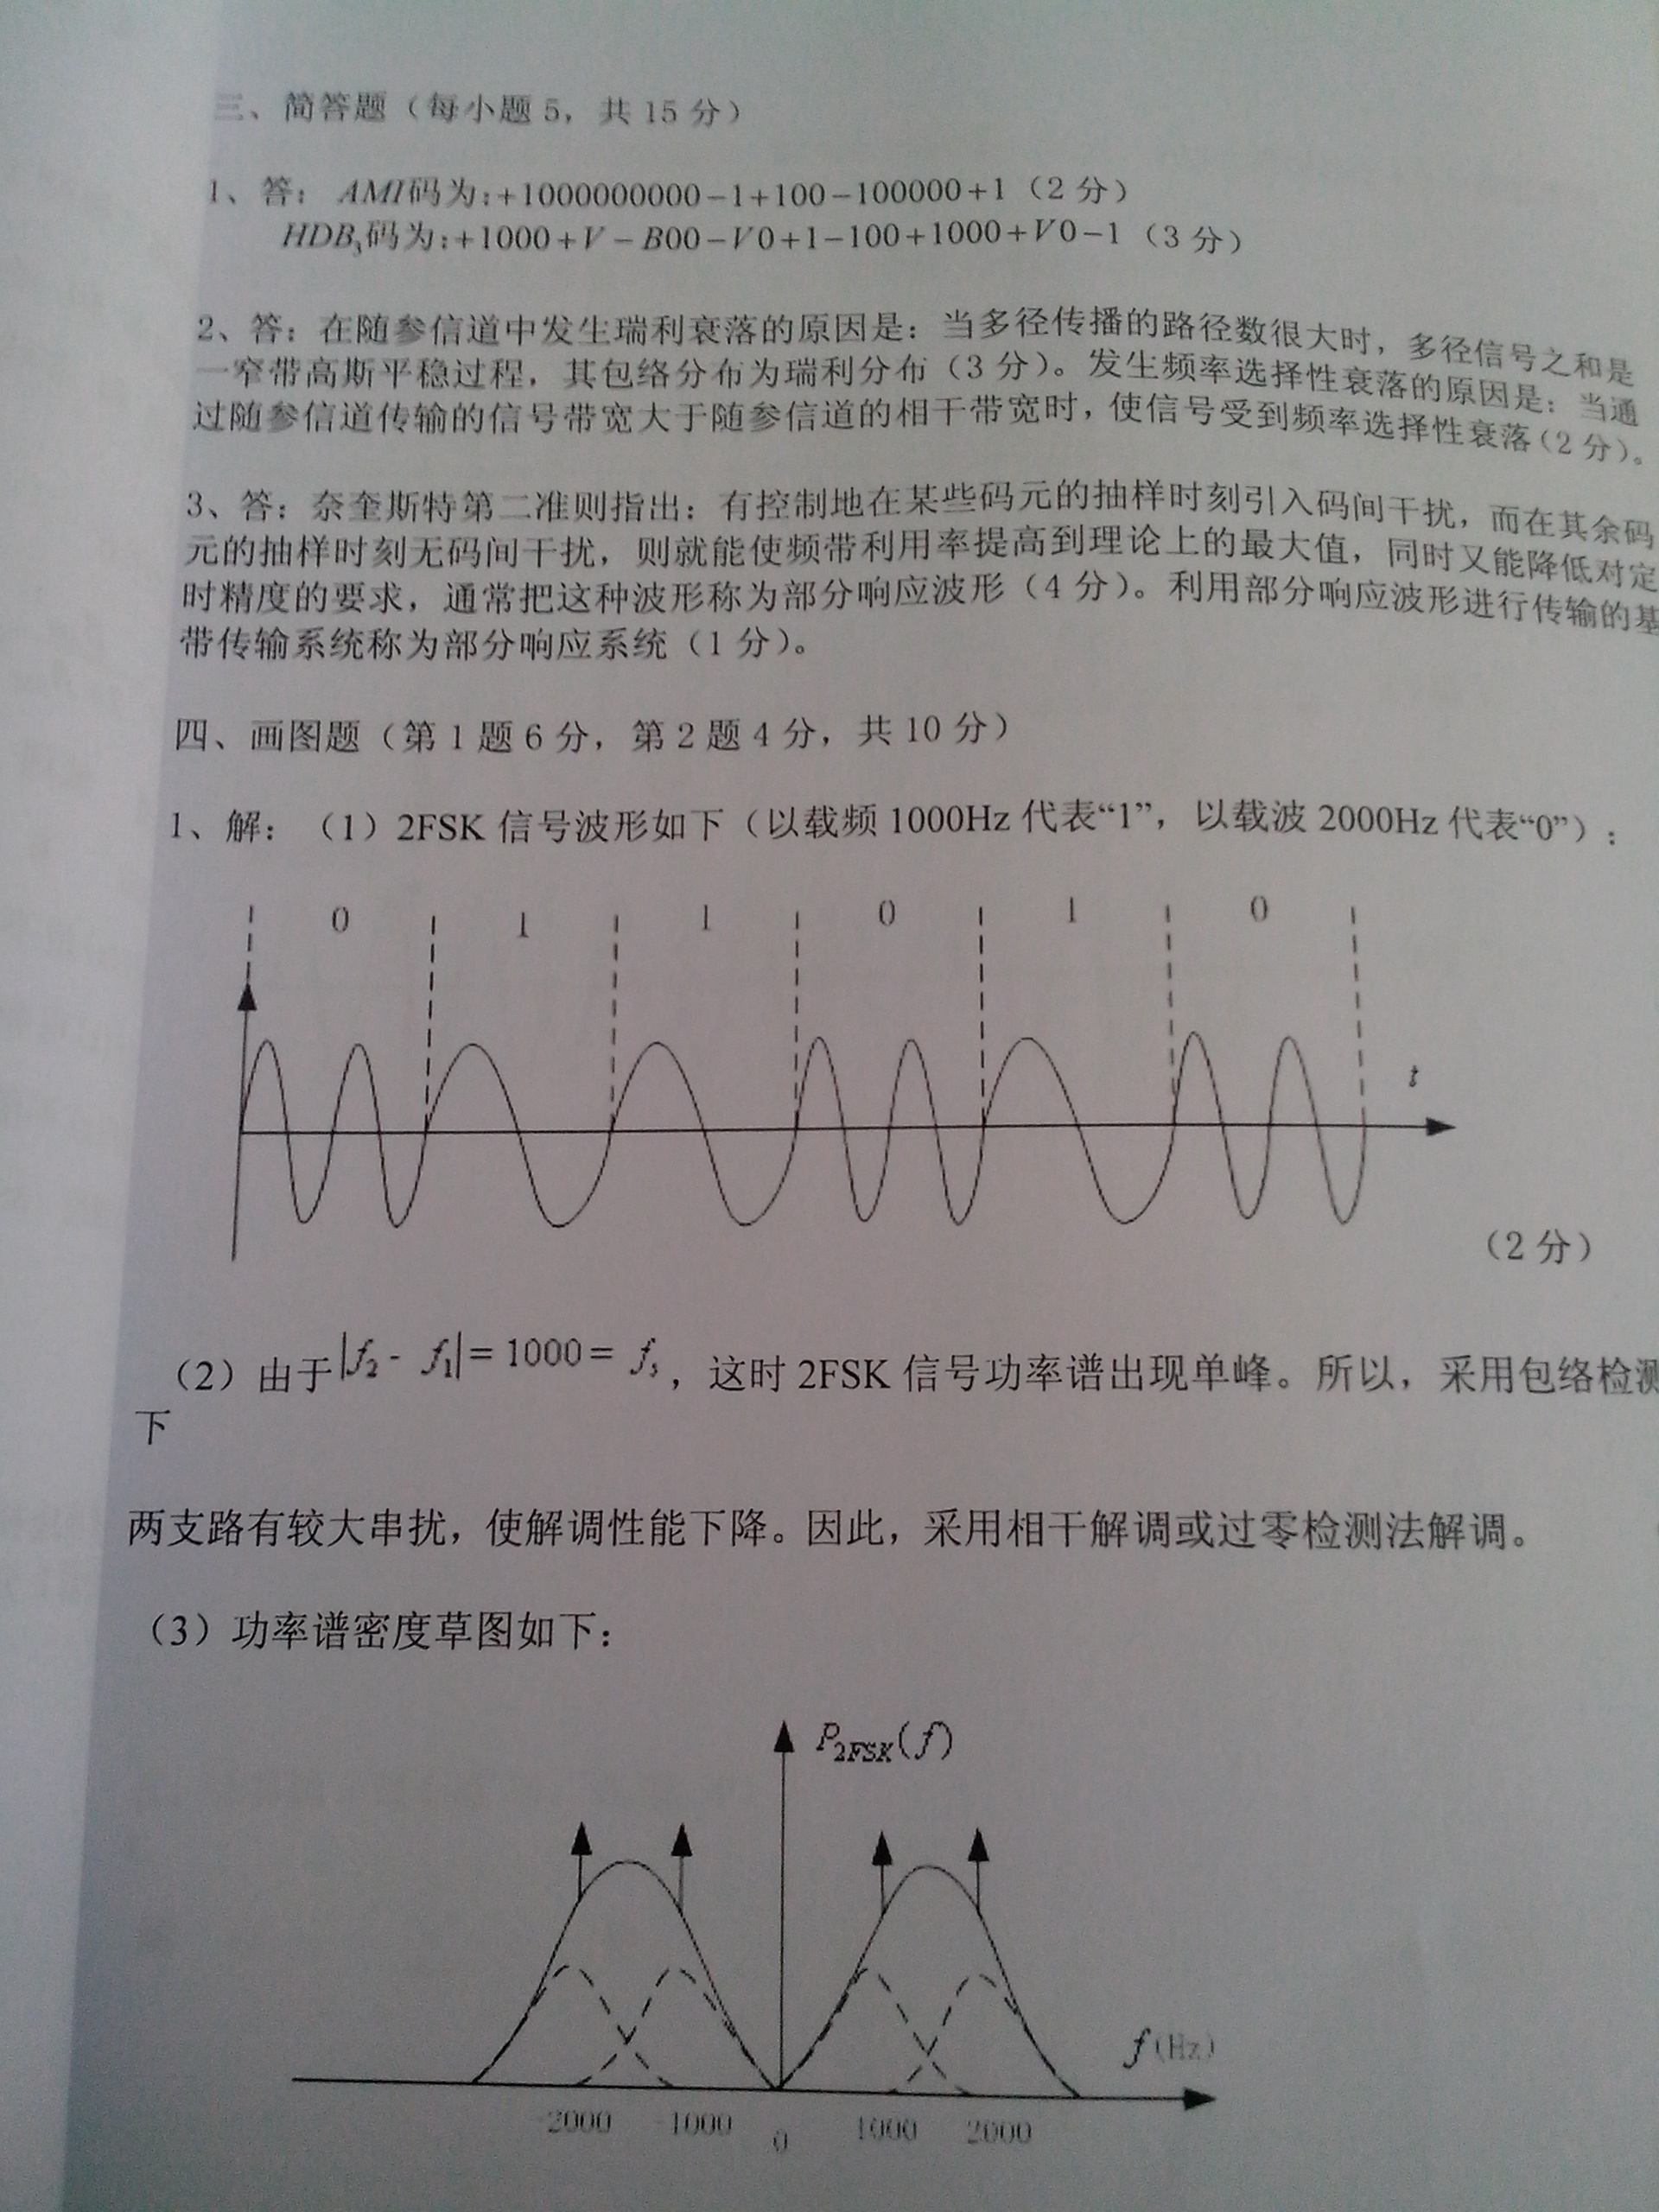 三、简答题（每小题 5，共 15 分）
1、答： AMI码为:+1000000000−1+100−100000+1（2 分）
HDB₃码为:+1000+V−B00−V0+1−100+1000+V0−1（3 分）
2、答：在随参信道中发生瑞利衰落的原因是：当多径传播的路径数很大时，多径信号之和是
一窄带高斯平稳过程，其包络分布为瑞利分布（3 分）。发生频率选择性衰落的原因是：当通
过随参信道传输的信号带宽大于随参信道的相干带宽时，使信号受到频率选择性衰落（2 分）。
3、答：奈奎斯特第二准则指出：有控制地在某些码元的抽样时刻引入码间干扰，而在其余码
元的抽样时刻无码间干扰，则就能使频带利用率提高到理论上的最大值，同时又能降低对定
时精度的要求，通常把这种波形称为部分响应波形（4 分）。利用部分响应波形进行传输的基
带传输系统称为部分响应系统（1 分）。
四、画图题（第 1 题 6 分，第 2 题 4 分，共 10 分）
1、解：（1）2FSK 信号波形如下（以载频 1000Hz 代表“1”，以载波 2000Hz 代表“0”）：
0 1 1 0 1 0
t
（2 分）
（2）由于|f₂ - f₁|= 1000 = fₛ，这时 2FSK 信号功率谱出现单峰。所以，采用包络检测
下
两支路有较大串扰，使解调性能下降。因此，采用相干解调或过零检测法解调。
（3）功率谱密度草图如下：
P2FSK(f)
f(Hz)
-2000 -1000 0 1000 2000